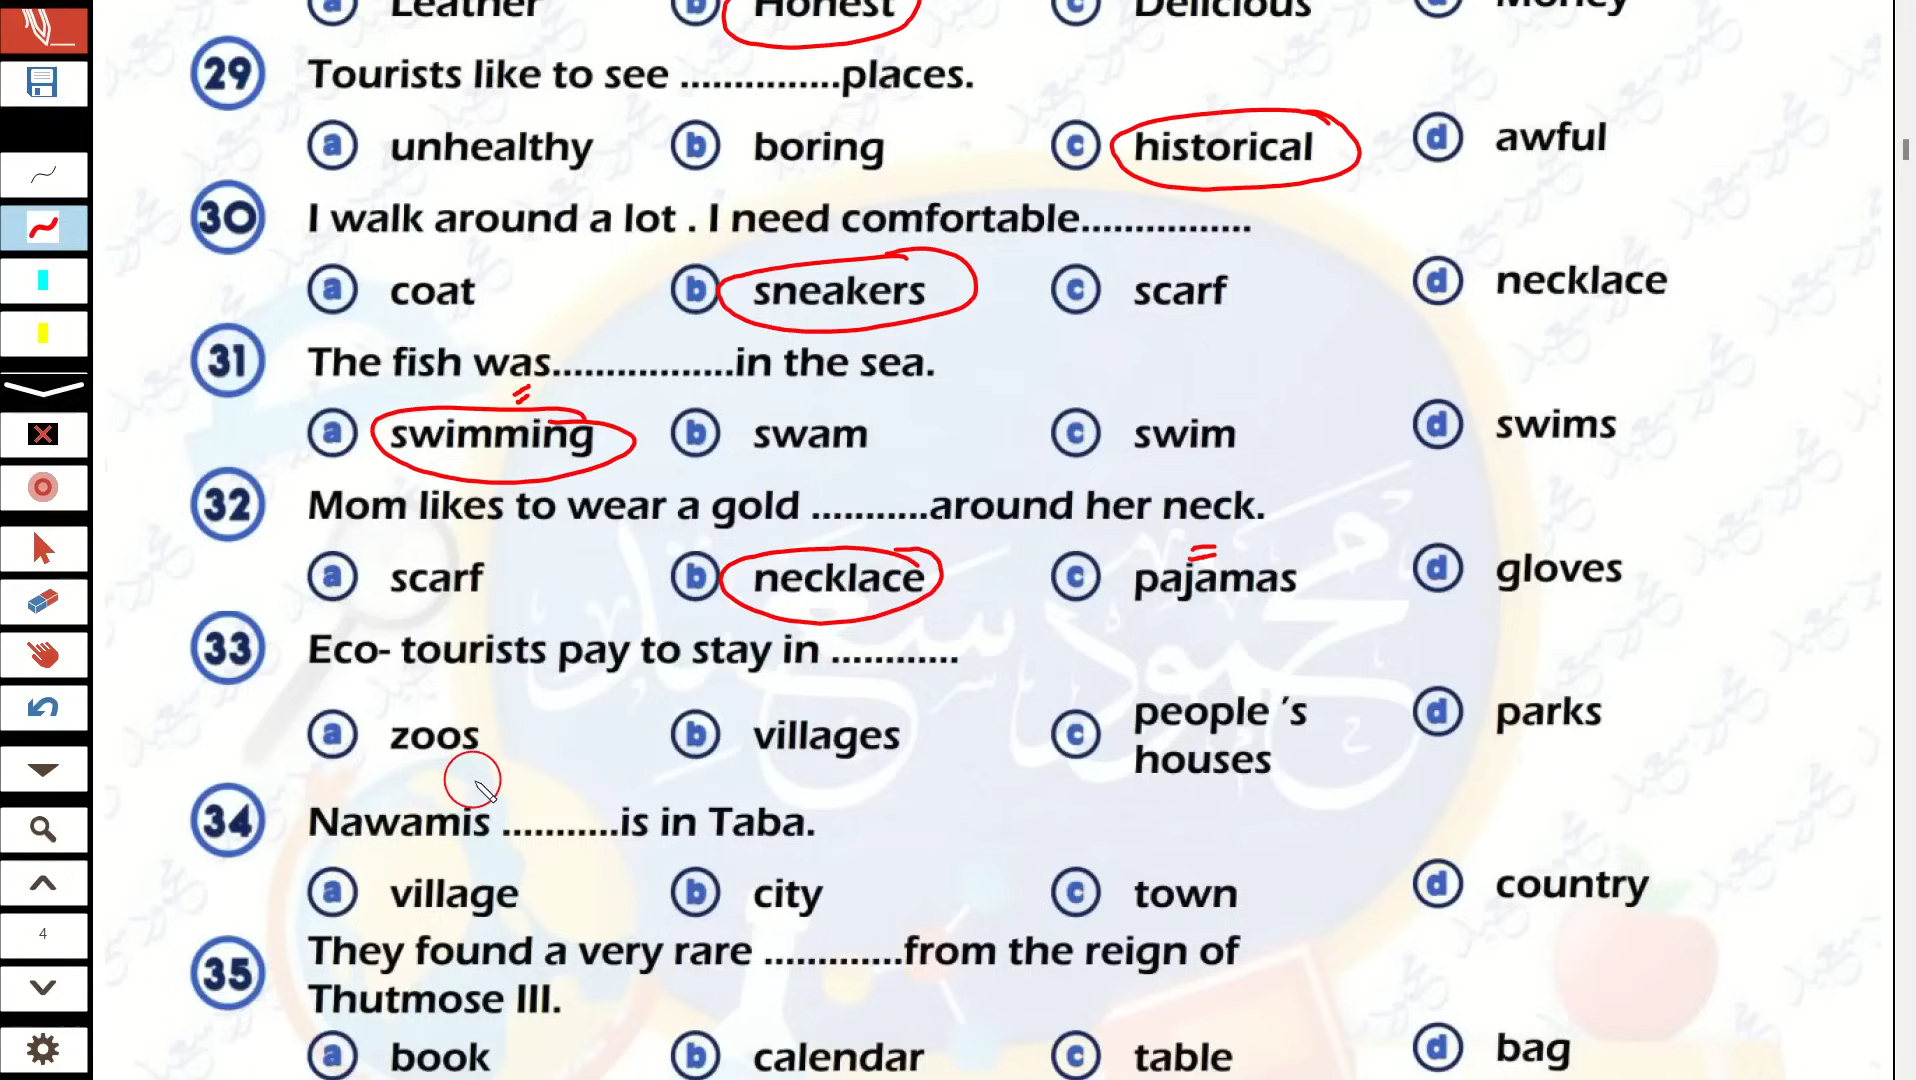 a Leather b Honest c Delicious d Money
29 Tourists like to see ...............places.
a unhealthy b boring c historical d awful
30 I walk around a lot . I need comfortable................
a coat b sneakers c scarf d necklace
31 The fish was.................in the sea.
a swimming b swam c swim d swims
32 Mom likes to wear a gold ...........around her neck.
a scarf b necklace c pajamas d gloves
33 Eco- tourists pay to stay in ............
a zoos b villages c people ’s houses d parks
34 Nawamis ...........is in Taba.
a village b city c town d country
35 They found a very rare .............from the reign of
Thutmose III.
a book b calendar c table d bag
4
محمود سعيد